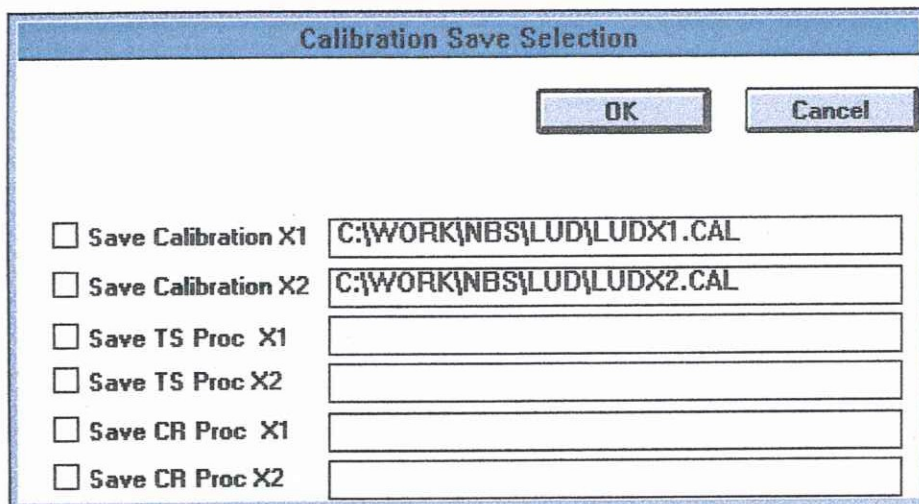 Calibration Save Selection
OK Cancel
Save Calibration X1 C:\WORK\NBS\LUD\LUDX1.CAL
Save Calibration X2 C:\WORK\NBS\LUD\LUDX2.CAL
Save TS Proc X1
Save TS Proc X2
Save CR Proc X1
Save CR Proc X2